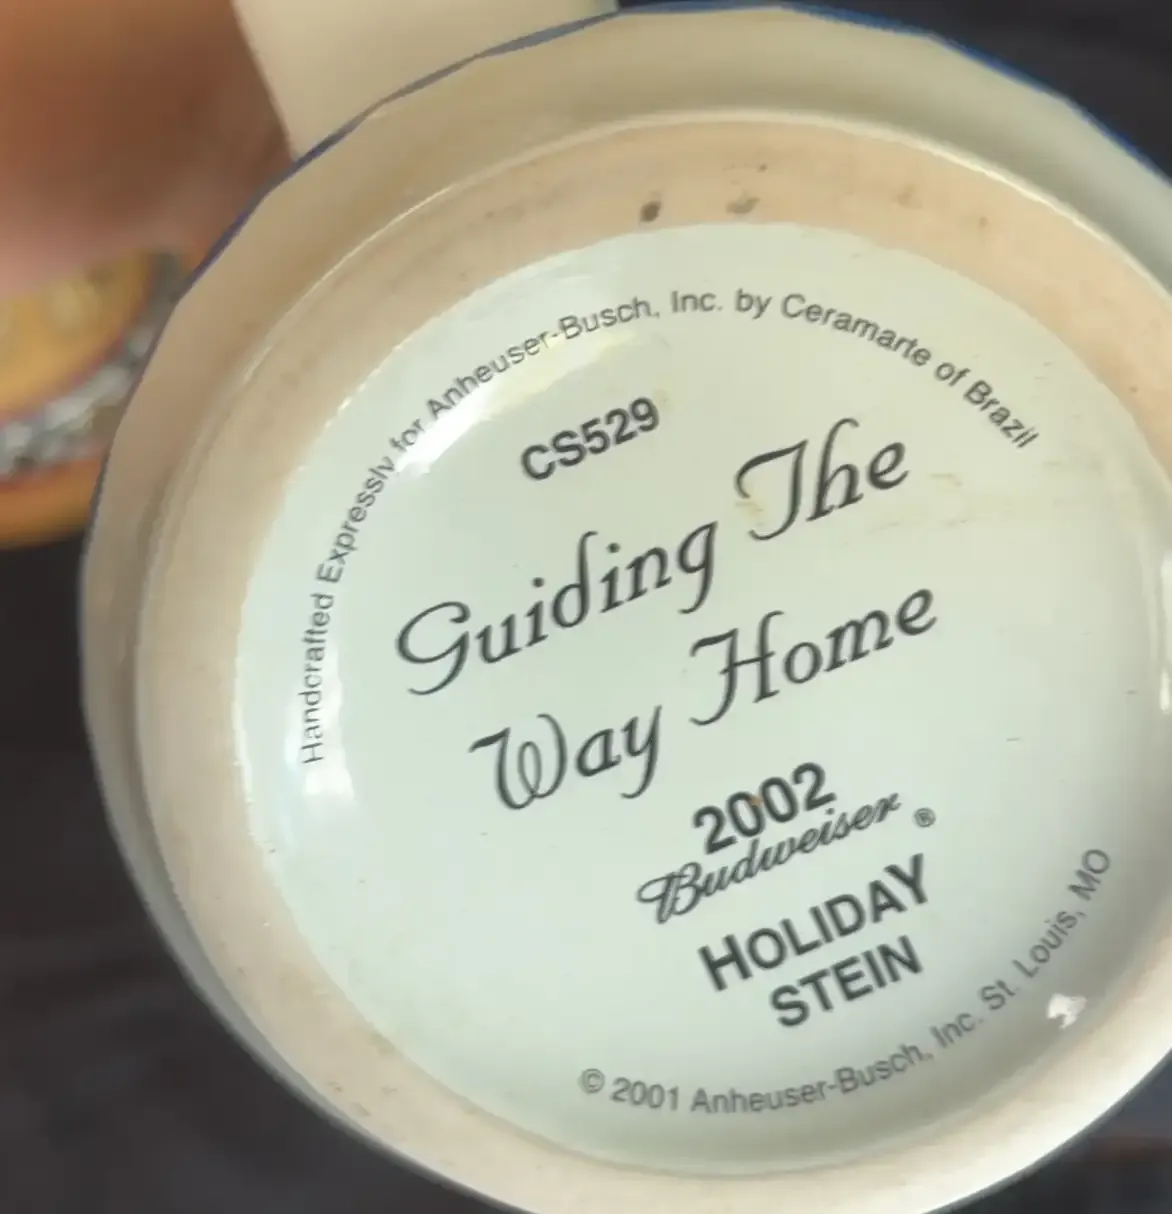 Handcrafted Expressly for Anheuser-Busch, Inc. by Ceramarte of Brazil
CS529
Guiding The
Way Home
2002
Budweiser ®
HOLIDAY
STEIN
© 2001 Anheuser-Busch, Inc. St. Louis, MO